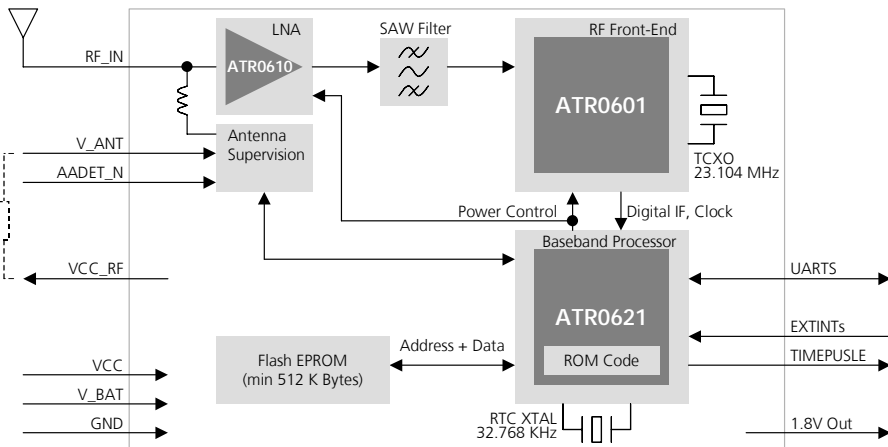 LNA
SAW Filter
RF Front-End
RF_IN
ATR0610
ATR0601
Antenna
Supervision
V_ANT
AADET_N
TCXO
23.104 MHz
Power Control
Digital IF, Clock
Baseband Processor
VCC_RF
UARTS
ATR0621
EXTINTs
Address + Data
Flash EPROM
(min 512 K Bytes)
ROM Code
TIMEPUSLE
VCC
V_BAT
GND
RTC XTAL
32.768 KHz
1.8V Out